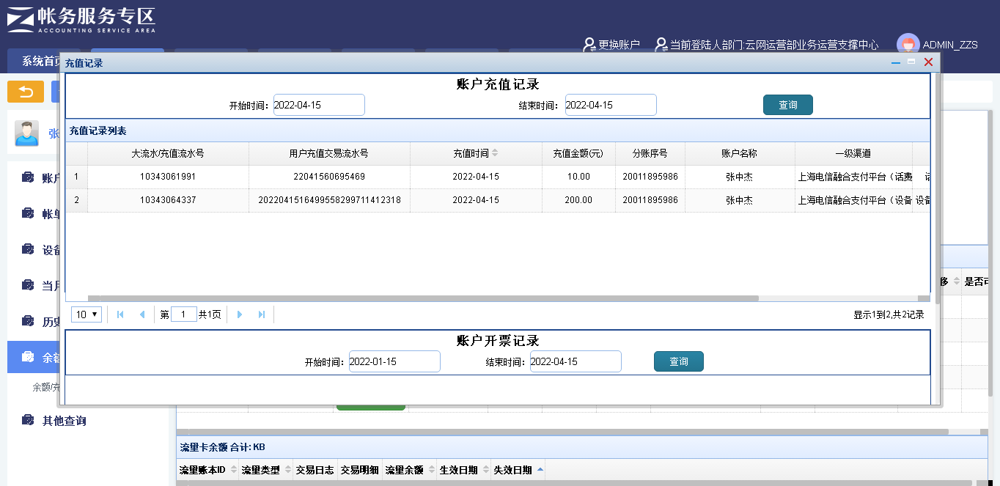 帐务服务专区
ACCOUNTING SERVICE AREA
更换账户 当前登陆人部门:云网运营部业务运营支撑中心 ADMIN_ZZS
系统首页
充值记录
账户充值记录
开始时间: 2022-04-15 结束时间: 2022-04-15 查询
张
充值记录列表
大流水/充值流水号 用户充值交易流水号 充值时间 充值金额(元) 分账序号 账户名称 一级渠道
1 10343061991 22041560695469 2022-04-15 10.00 20011895986 张中杰 上海电信融合支付平台（话费 话
2 10343064337 2022041516499558299711412318 2022-04-15 200.00 20011895986 张中杰 上海电信融合支付平台（设备 设备
账户
帐单
设备
当月
移 是否可
历史
10 第 1 共1页 显示1到2,共2记录
账户开票记录
余额
开始时间: 2022-01-15 结束时间: 2022-04-15 查询
余额/充
其他查询
流量卡余额 合计: KB
流量账本ID 流量类型 交易日志 交易明细 流量余额 生效日期 失效日期